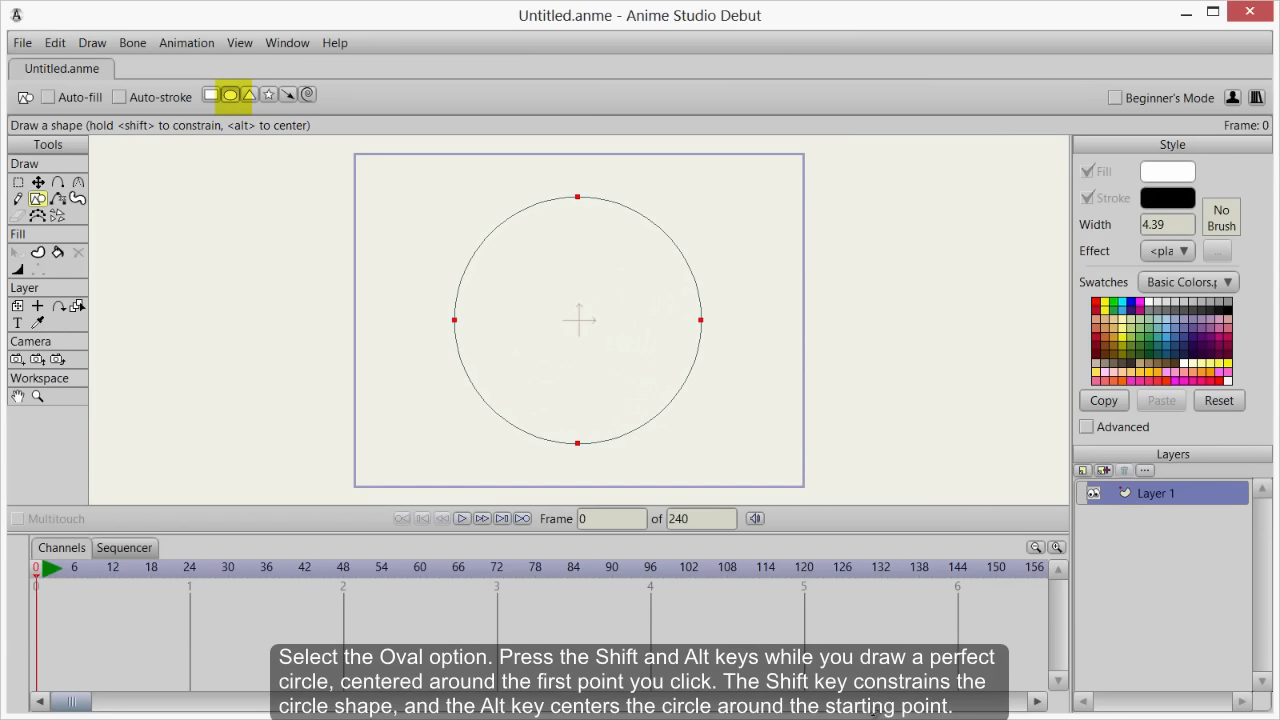 Untitled.anme - Anime Studio Debut
File Edit Draw Bone Animation View Window Help
Untitled.anme
Auto-fill Auto-stroke Beginner's Mode
Draw a shape (hold <shift> to constrain, <alt> to center) Frame: 0
Tools
Draw
Fill
Layer
T
Camera
Workspace
Style
Fill
Stroke
Width 4.39
No
Brush
Effect <pla ...
Swatches Basic Colors.p
Copy Paste Reset
Advanced
Layers
...
Layer 1
Multitouch Frame 0 of 240
Channels Sequencer
0 6 12 18 24 30 36 42 48 54 60 66 72 78 84 90 96 102 108 114 120 126 132 138 144 150 156
0 1 2 3 4 5 6
Select the Oval option. Press the Shift and Alt keys while you draw a perfect
circle, centered around the first point you click. The Shift key constrains the
circle shape, and the Alt key centers the circle around the starting point.